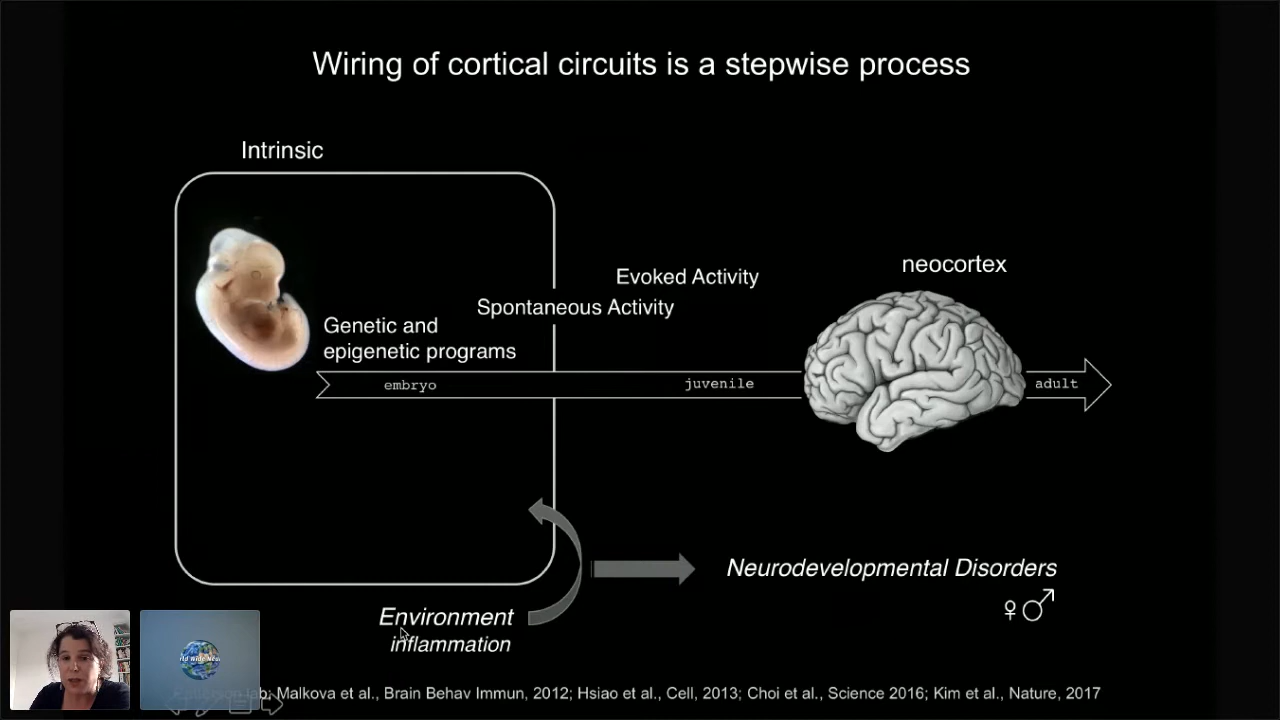 Wiring of cortical circuits is a stepwise process
Intrinsic
Evoked Activity
neocortex
Spontaneous Activity
Genetic and
epigenetic programs
embryo
juvenile
adult
Neurodevelopmental Disorders
Environment
inflammation
lab: Malkova et al., Brain Behav Immun, 2012; Hsiao et al., Cell, 2013; Choi et al., Science 2016; Kim et al., Nature, 2017